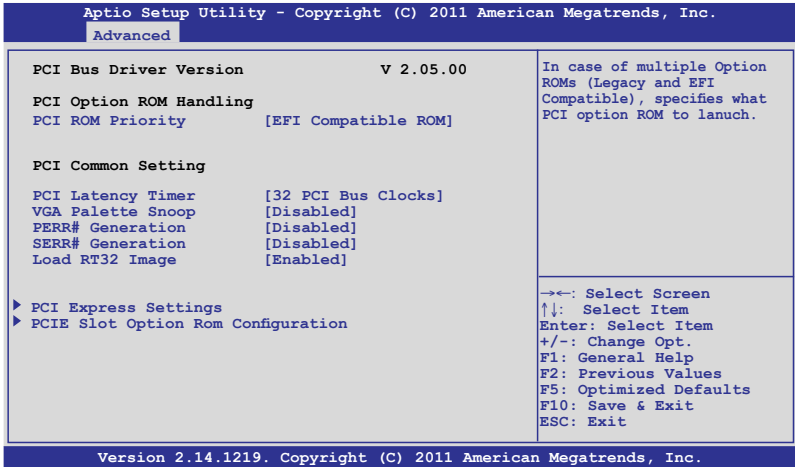 Aptio Setup Utility - Copyright (C) 2011 American Megatrends, Inc.
Advanced
PCI Bus Driver Version V 2.05.00
PCI Option ROM Handling
PCI ROM Priority [EFI Compatible ROM]
PCI Common Setting
PCI Latency Timer [32 PCI Bus Clocks]
VGA Palette Snoop [Disabled]
PERR# Generation [Disabled]
SERR# Generation [Disabled]
Load RT32 Image [Enabled]
PCI Express Settings
PCIE Slot Option Rom Configuration
In case of multiple Option
ROMs (Legacy and EFI
Compatible), specifies what
PCI option ROM to lanuch.
→←: Select Screen
↑↓: Select Item
Enter: Select Item
+/-: Change Opt.
F1: General Help
F2: Previous Values
F5: Optimized Defaults
F10: Save & Exit
ESC: Exit
Version 2.14.1219. Copyright (C) 2011 American Megatrends, Inc.